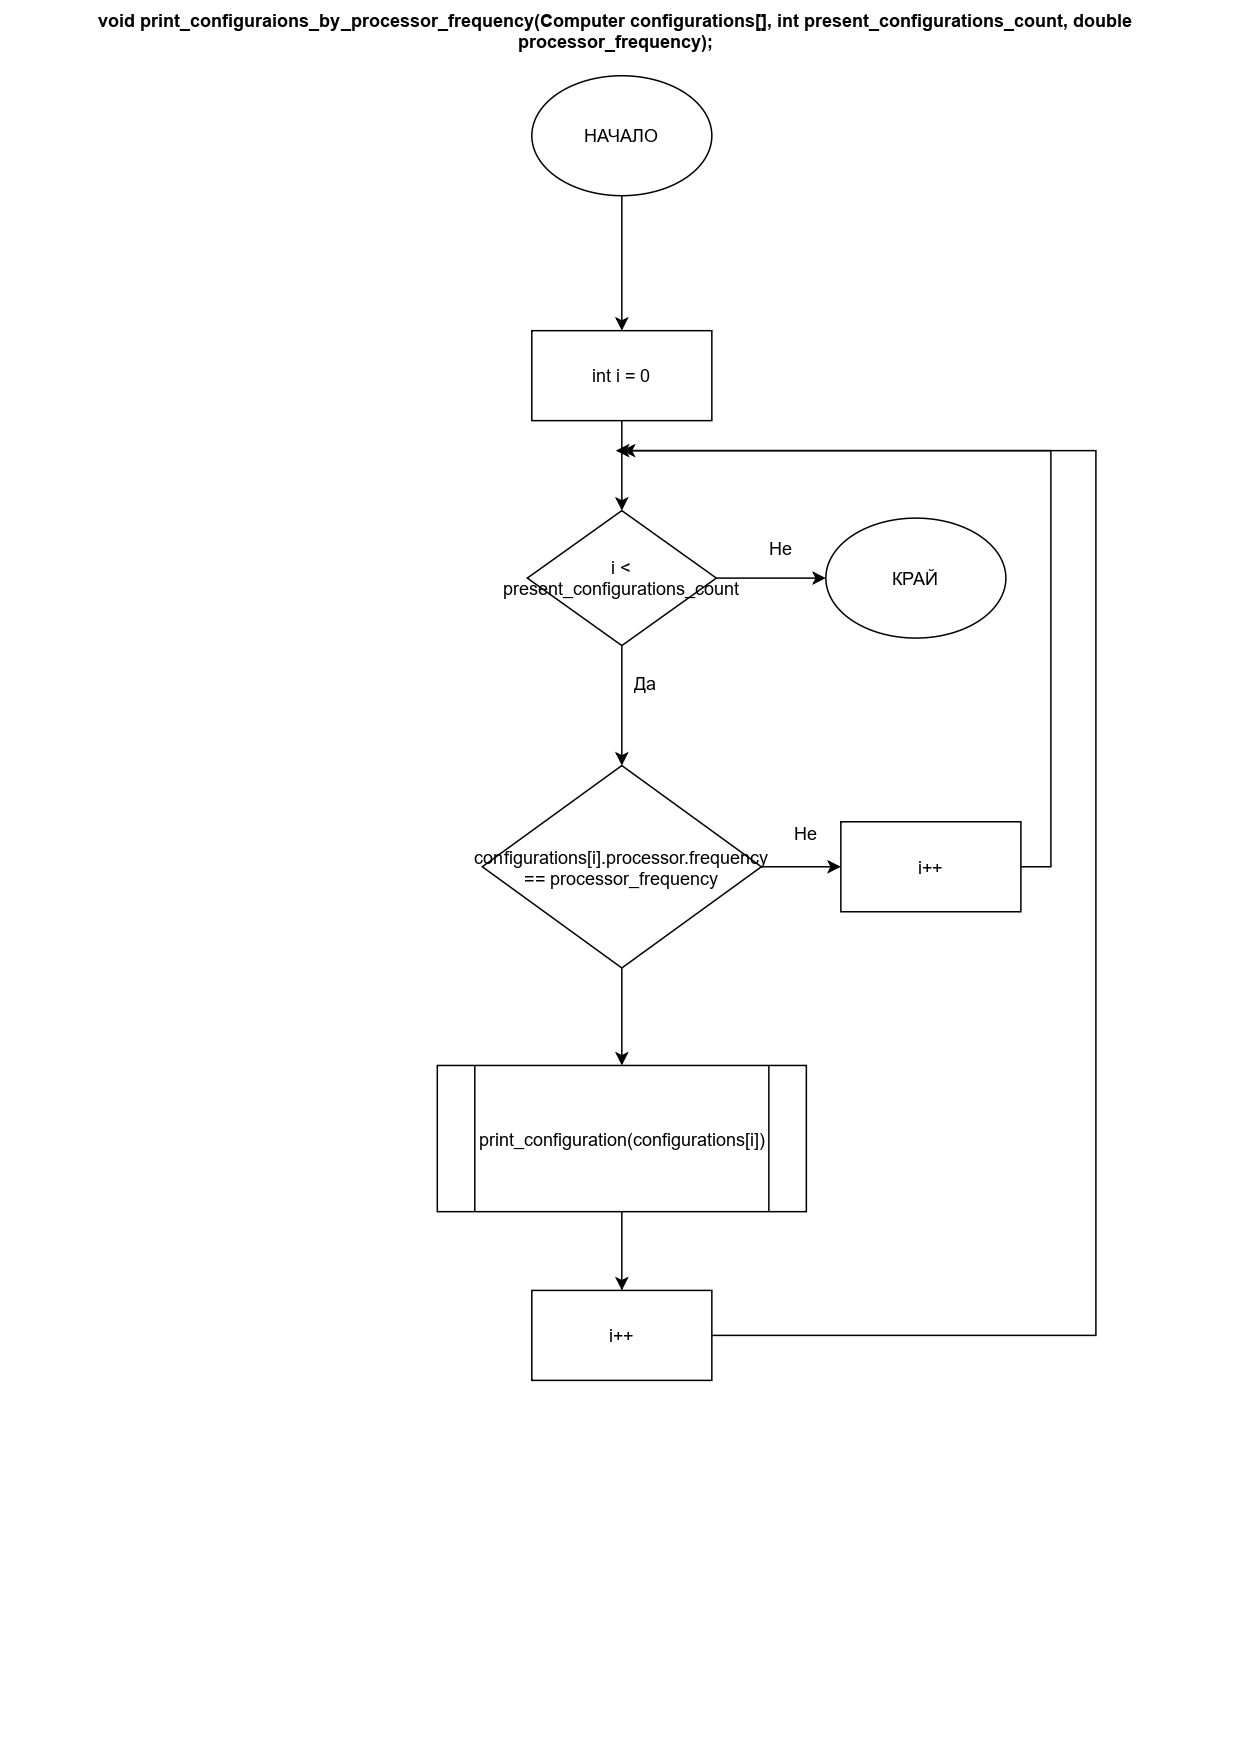 void print_configuraions_by_processor_frequency(Computer configurations[], int present_configurations_count, double
processor_frequency);
НАЧАЛО
int i = 0
i <
present_configurations_count
Не
КРАЙ
Да
configurations[i].processor.frequency
== processor_frequency
Не
i++
print_configuration(configurations[i])
i++